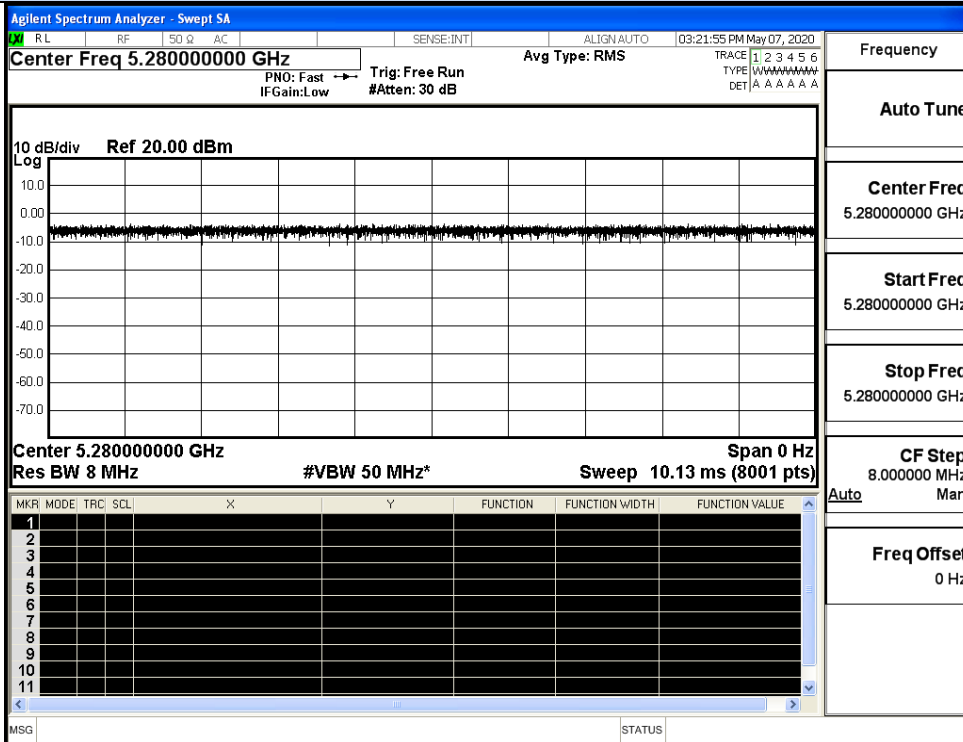 Agilent Spectrum Analyzer - Swept SA
LXI RL RF 50 Ω AC SENSE:INT ALIGN AUTO 03:21:55 PM May 07, 2020
Center Freq 5.280000000 GHz
PNO: Fast
IFGain:Low
Trig: Free Run
#Atten: 30 dB
Avg Type: RMS
TRACE 1 2 3 4 5 6
TYPE WWWWWW
DET A A A A A A
10 dB/div Ref 20.00 dBm
Log
10.0
0.00
-10.0
-20.0
-30.0
-40.0
-50.0
-60.0
-70.0
Center 5.280000000 GHz Span 0 Hz
Res BW 8 MHz #VBW 50 MHz* Sweep 10.13 ms (8001 pts)
MKR MODE TRC SCL X Y FUNCTION FUNCTION WIDTH FUNCTION VALUE
1
2
3
4
5
6
7
8
9
10
11
MSG STATUS
Frequency
Auto Tune
Center Freq
5.280000000 GHz
Start Freq
5.280000000 GHz
Stop Freq
5.280000000 GHz
CF Step
8.000000 MHz
Auto Man
Freq Offset
0 Hz